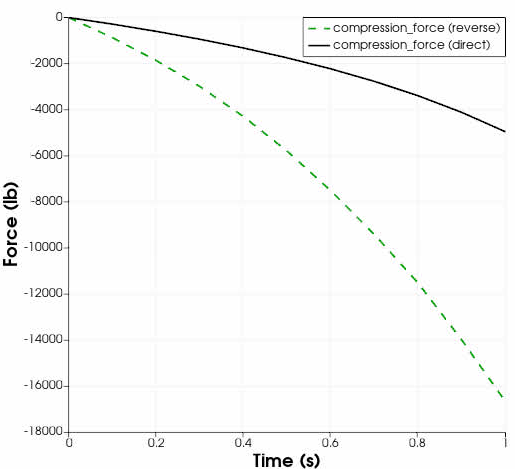 compression_force (reverse)
compression_force (direct)
0
-2000
-4000
-6000
-8000
-10000
-12000
-14000
-16000
-18000
Force (lb)
0 0.2 0.4 0.6 0.8 1
Time (s)